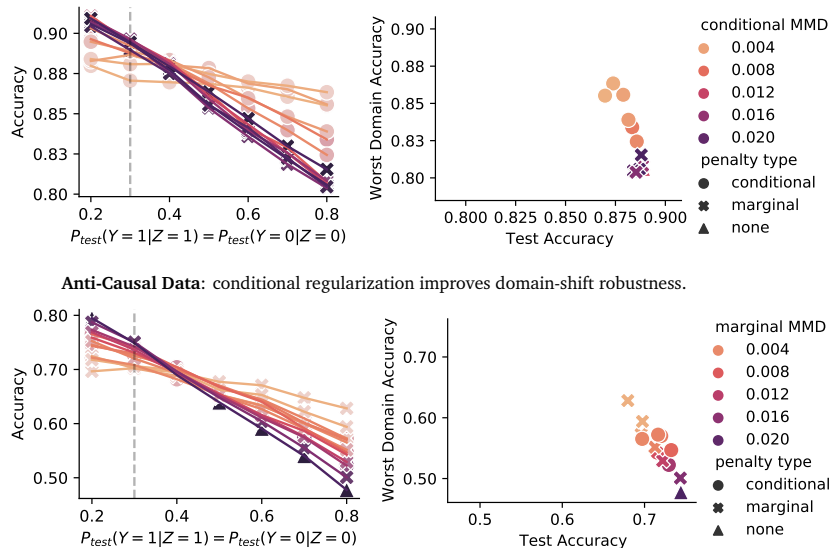 0.90
0.88
0.85
0.83
0.80
Accuracy
0.2 0.4 0.6 0.8
P_test(Y = 1|Z = 1) = P_test(Y = 0|Z = 0)
0.90
0.88
0.85
0.83
0.80
Worst Domain Accuracy
0.800 0.825 0.850 0.875 0.900
Test Accuracy
conditional MMD
0.004
0.008
0.012
0.016
0.020
penalty type
conditional
marginal
none
Anti-Causal Data: conditional regularization improves domain-shift robustness.
0.80
0.70
0.60
0.50
Accuracy
0.2 0.4 0.6 0.8
P_test(Y = 1|Z = 1) = P_test(Y = 0|Z = 0)
0.70
0.60
0.50
Worst Domain Accuracy
0.5 0.6 0.7
Test Accuracy
marginal MMD
0.004
0.008
0.012
0.016
0.020
penalty type
conditional
marginal
none